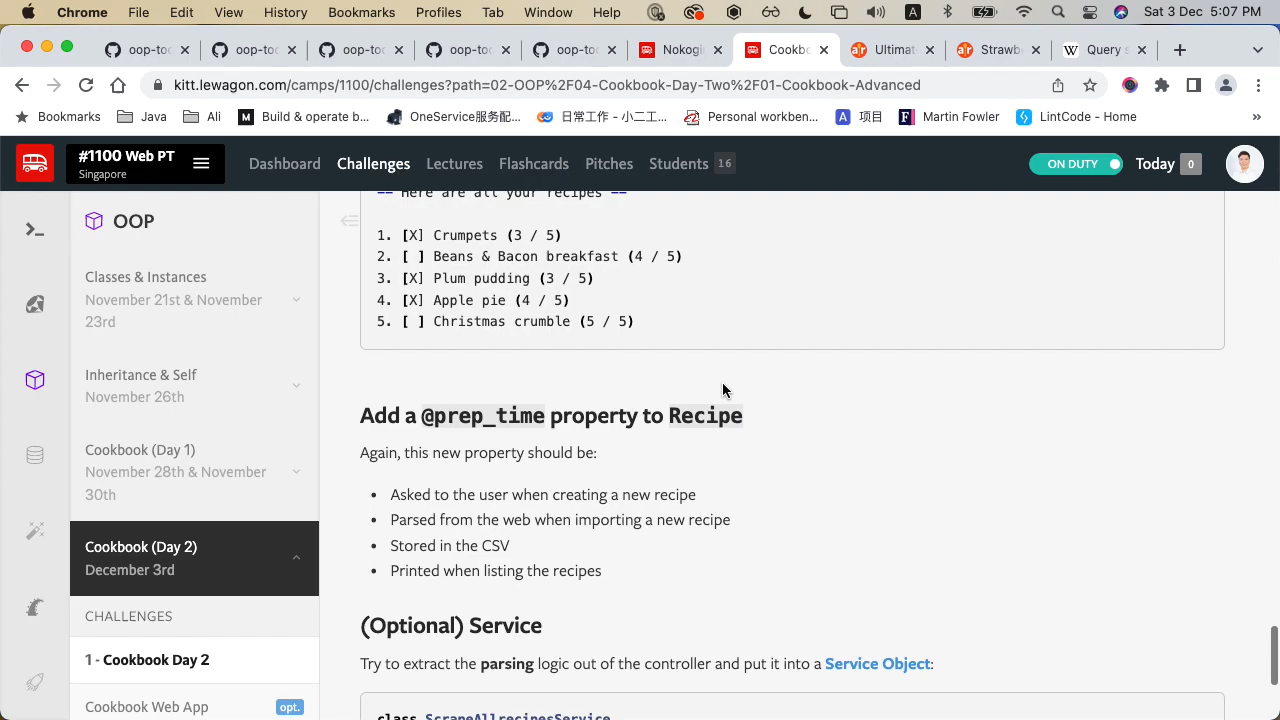 Chrome File Edit View History Bookmarks Profiles Tab Window Help A Sat 3 Dec 5:07 PM
oop-too oop-too oop-too oop-too oop-too Nokogi Cookbo Ultimat Strawb Query s
kitt.lewagon.com/camps/1100/challenges?path=02-OOP%2F04-Cookbook-Day-Two%2F01-Cookbook-Advanced
Bookmarks Java Ali Build & operate b... OneService服务配... 日常工作 - 小二工... Personal workben... 项目 Martin Fowler LintCode - Home »
#1100 Web PT
Singapore
Dashboard Challenges Lectures Flashcards Pitches Students 16 ON DUTY Today 0
OOP
Classes & Instances
November 21st & November
23rd
Inheritance & Self
November 26th
Cookbook (Day 1)
November 28th & November
30th
Cookbook (Day 2)
December 3rd
CHALLENGES
1 - Cookbook Day 2
Cookbook Web App opt.
== Here are all your recipes ==
1. [X] Crumpets (3 / 5)
2. [ ] Beans & Bacon breakfast (4 / 5)
3. [X] Plum pudding (3 / 5)
4. [X] Apple pie (4 / 5)
5. [ ] Christmas crumble (5 / 5)
Add a @prep_time property to Recipe
Again, this new property should be:
• Asked to the user when creating a new recipe
• Parsed from the web when importing a new recipe
• Stored in the CSV
• Printed when listing the recipes
(Optional) Service
Try to extract the parsing logic out of the controller and put it into a Service Object:
class ScrapeAllrecipesService